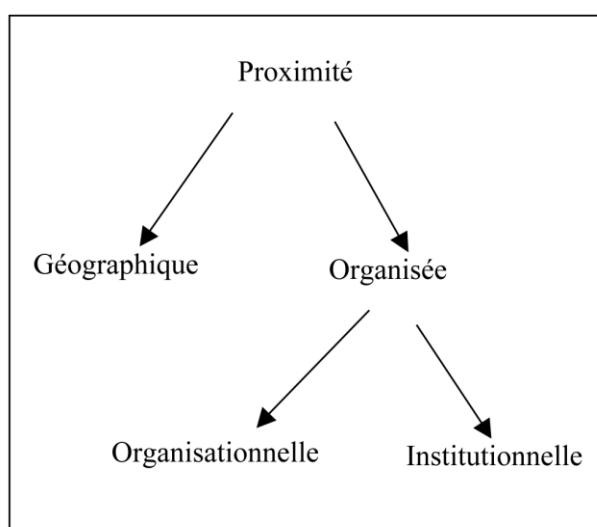 Proximité
Géographique
Organisée
Organisationnelle
Institutionnelle